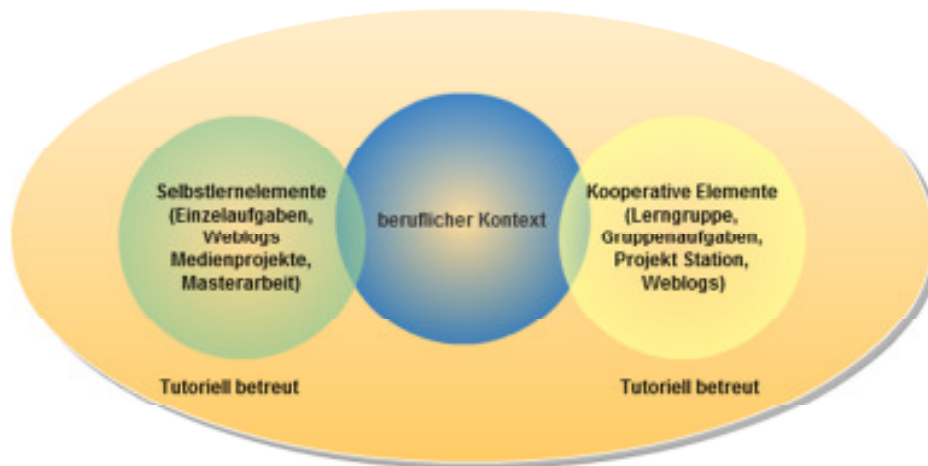 Selbstlernelemente
(Einzelaufgaben,
Weblogs
Medienprojekte,
Masterarbeit)
beruflicher Kontext
Kooperative Elemente
(Lerngruppe,
Gruppenaufgaben,
Projekt Station,
Weblogs)
Tutoriell betreut
Tutoriell betreut